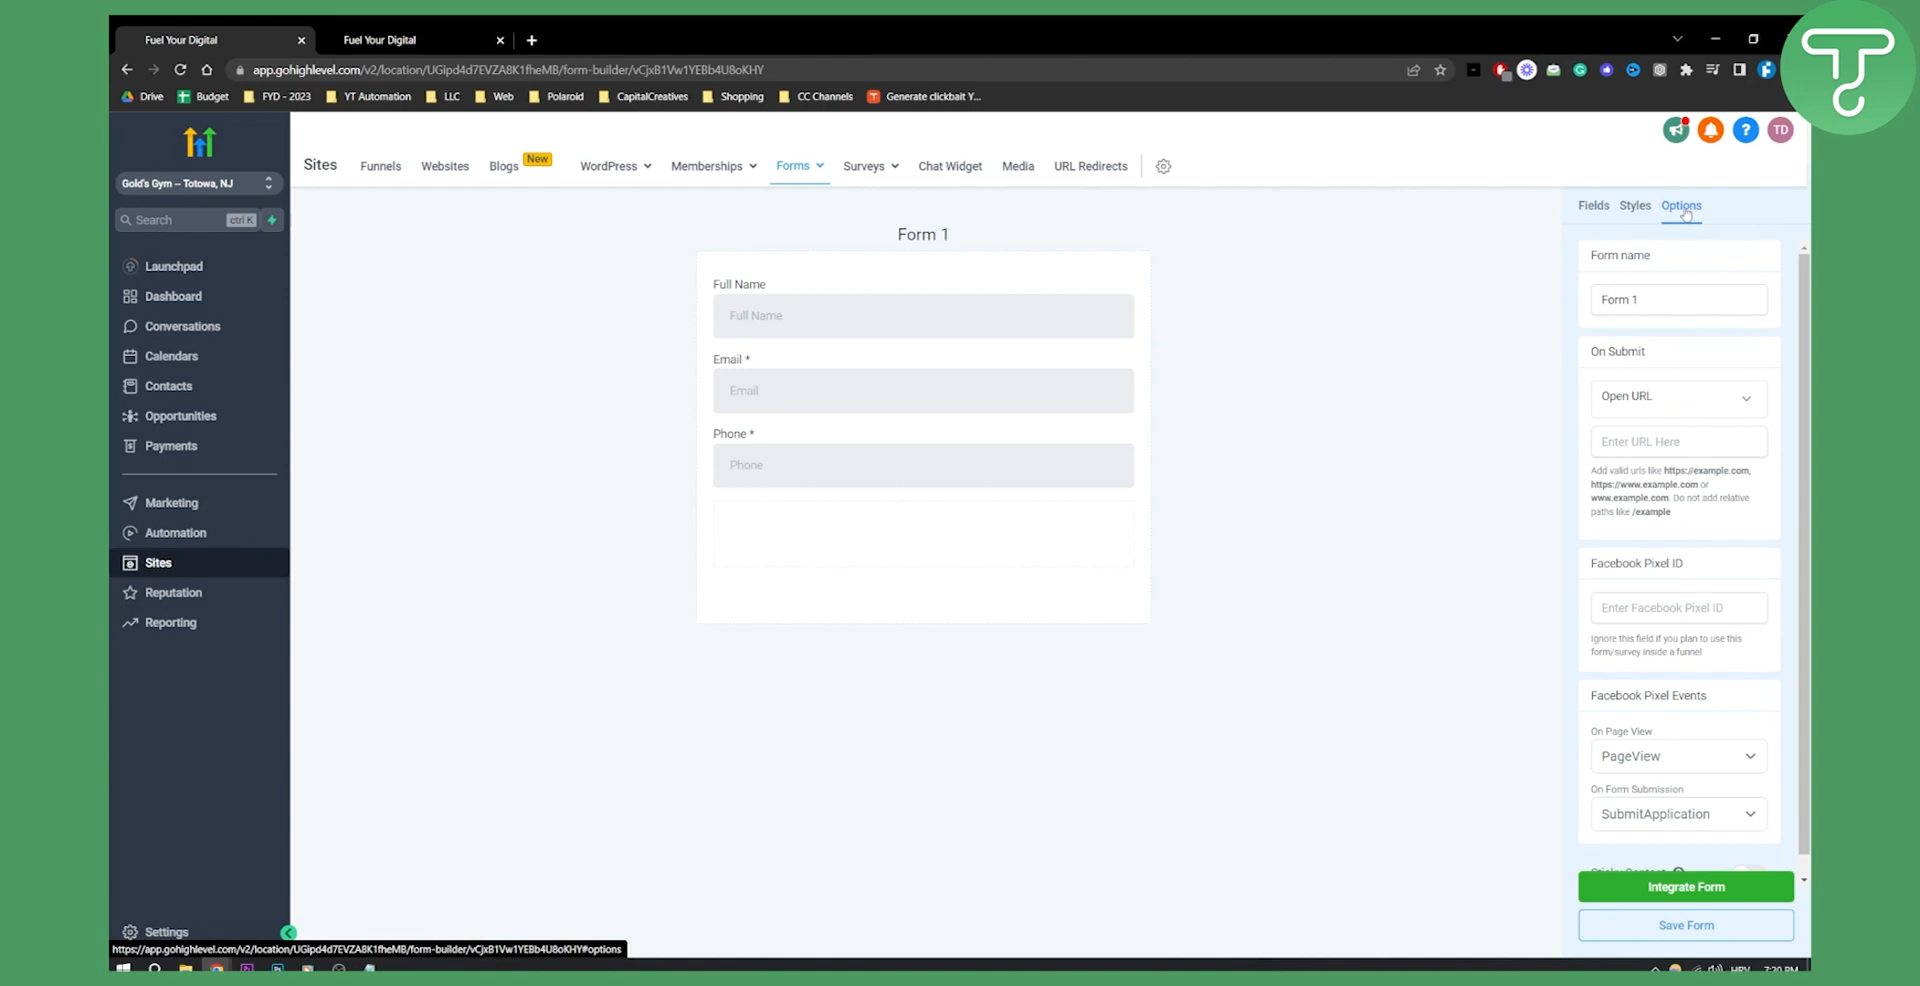 Fuel Your Digital
Fuel Your Digital
app.gohighlevel.com/v2/location/UGIpd4d7EVZA8K1fheMB/form-builder/vCjxB1Vw1YEBb4U8oKHY
Drive
Budget
FYD - 2023
YT Automation
LLC
Web
Polaroid
CapitalCreatives
Shopping
CC Channels
Generate clickbait Y...
TD
Sites
Funnels
Websites
Blogs
New
WordPress
Memberships
Forms
Surveys
Chat Widget
Media
URL Redirects
Gold's Gym – Totowa, NJ
Search
ctrl K
Launchpad
Dashboard
Conversations
Calendars
Contacts
Opportunities
Payments
Marketing
Automation
Sites
Reputation
Reporting
Settings
Form 1
Full Name
Full Name
Email *
Email
Phone *
Phone
Fields
Styles
Options
Form name
Form 1
On Submit
Open URL
Enter URL Here
Add valid urls like https://example.com,
https://www.example.com or
www.example.com. Do not add relative
paths like /example
Facebook Pixel ID
Enter Facebook Pixel ID
Ignore this field if you plan to use this
form/survey inside a funnel
Facebook Pixel Events
On Page View
PageView
On Form Submission
SubmitApplication
Sticky Contact
Integrate Form
Save Form
https://app.gohighlevel.com/v2/location/UGIpd4d7EVZA8K1fheMB/form-builder/vCjxB1Vw1YEBb4U8oKHY#options
HRV
7:20 PM